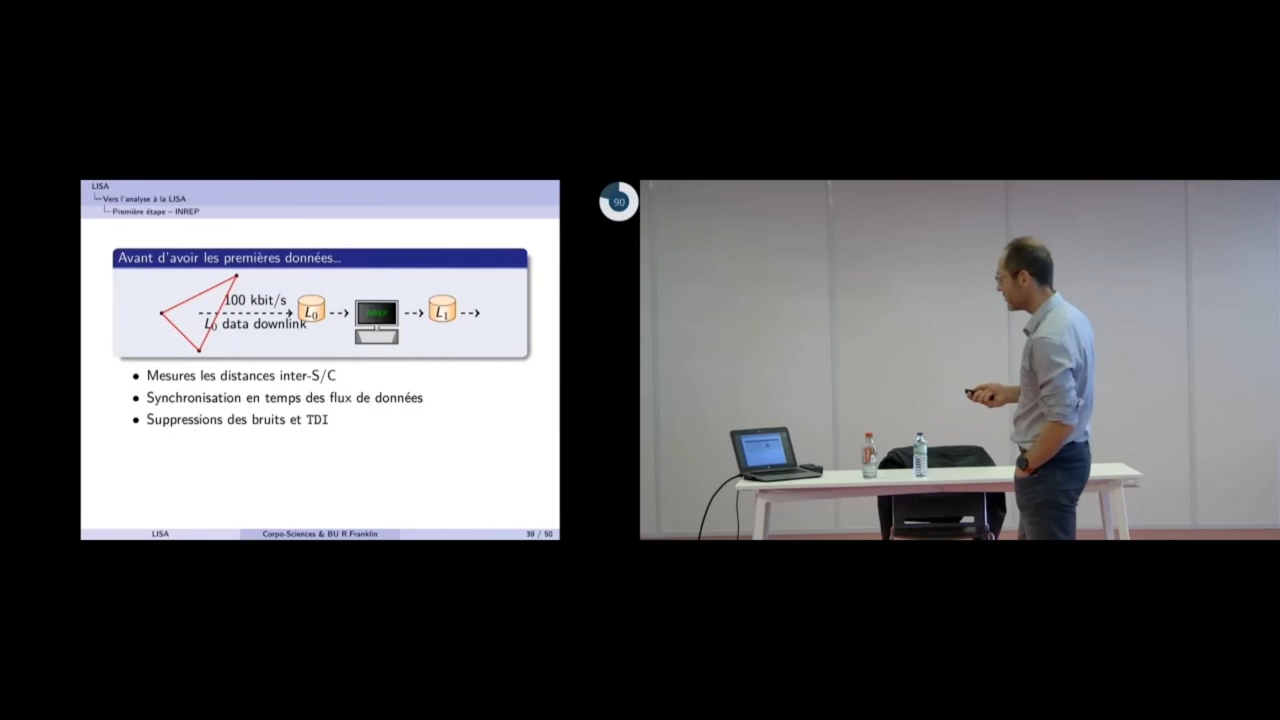 LISA
Vers l'analyse à la LISA
Première étape – INREP
Avant d'avoir les premières données...
100 kbit/s
L0 data downlink
L0
INREP
L1
• Mesures les distances inter-S/C
• Synchronisation en temps des flux de données
• Suppressions des bruits et TDI
LISA
Corpo-Sciences & BU R.Franklin
39 / 50
90